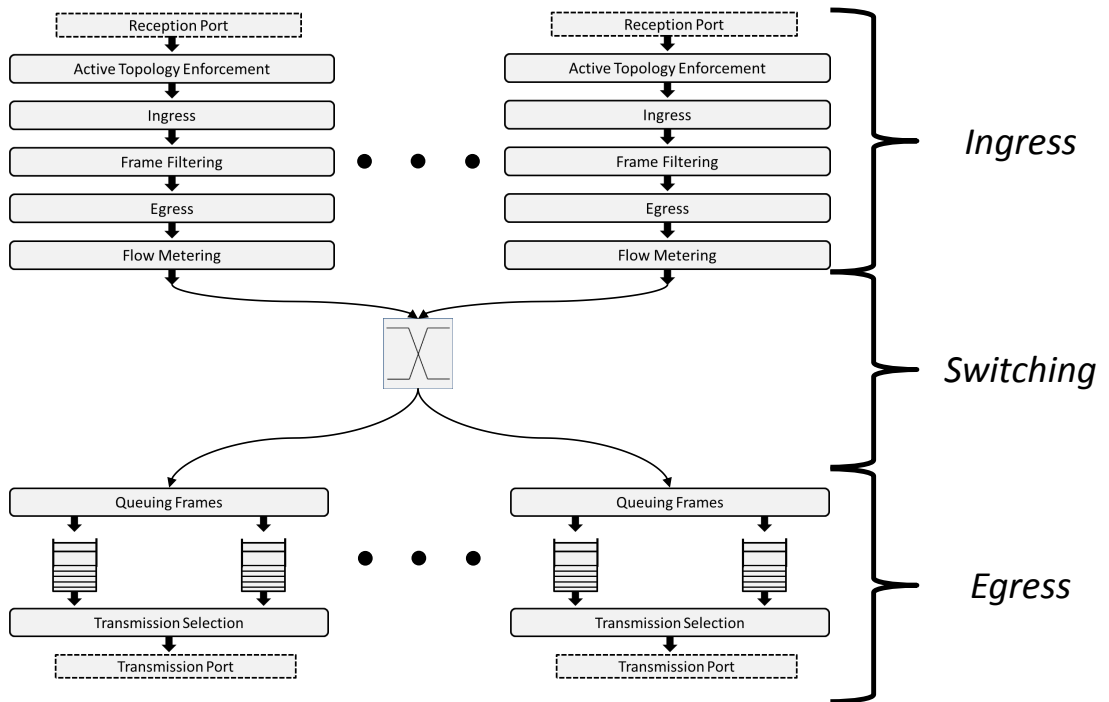 Reception Port
Reception Port
Active Topology Enforcement
Active Topology Enforcement
Ingress
Ingress
Ingress
Frame Filtering
Frame Filtering
Egress
Egress
Flow Metering
Flow Metering
Switching
Queuing Frames
Queuing Frames
Egress
Transmission Selection
Transmission Selection
Transmission Port
Transmission Port